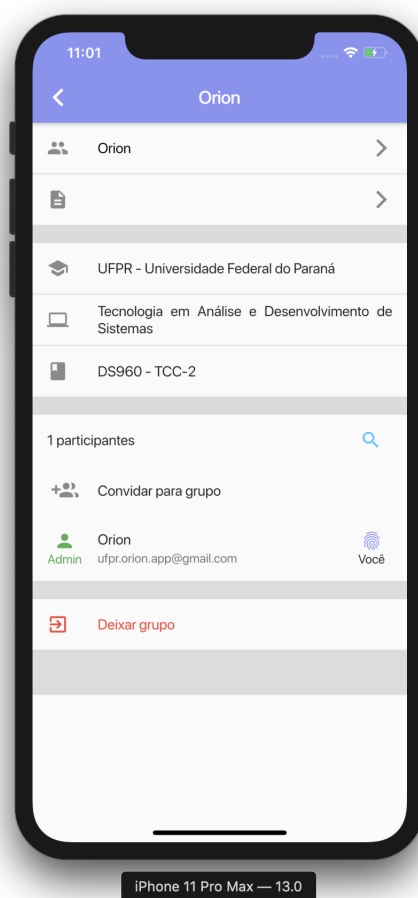 11:01
Orion
Orion
UFPR - Universidade Federal do Paraná
Tecnologia em Análise e Desenvolvimento de
Sistemas
DS960 - TCC-2
1 participantes
Convidar para grupo
Orion
Admin ufpr.orion.app@gmail.com Você
Deixar grupo
iPhone 11 Pro Max — 13.0